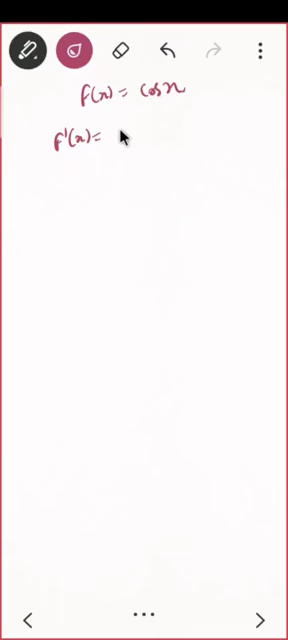 f(x) = cos x
f'(x) =